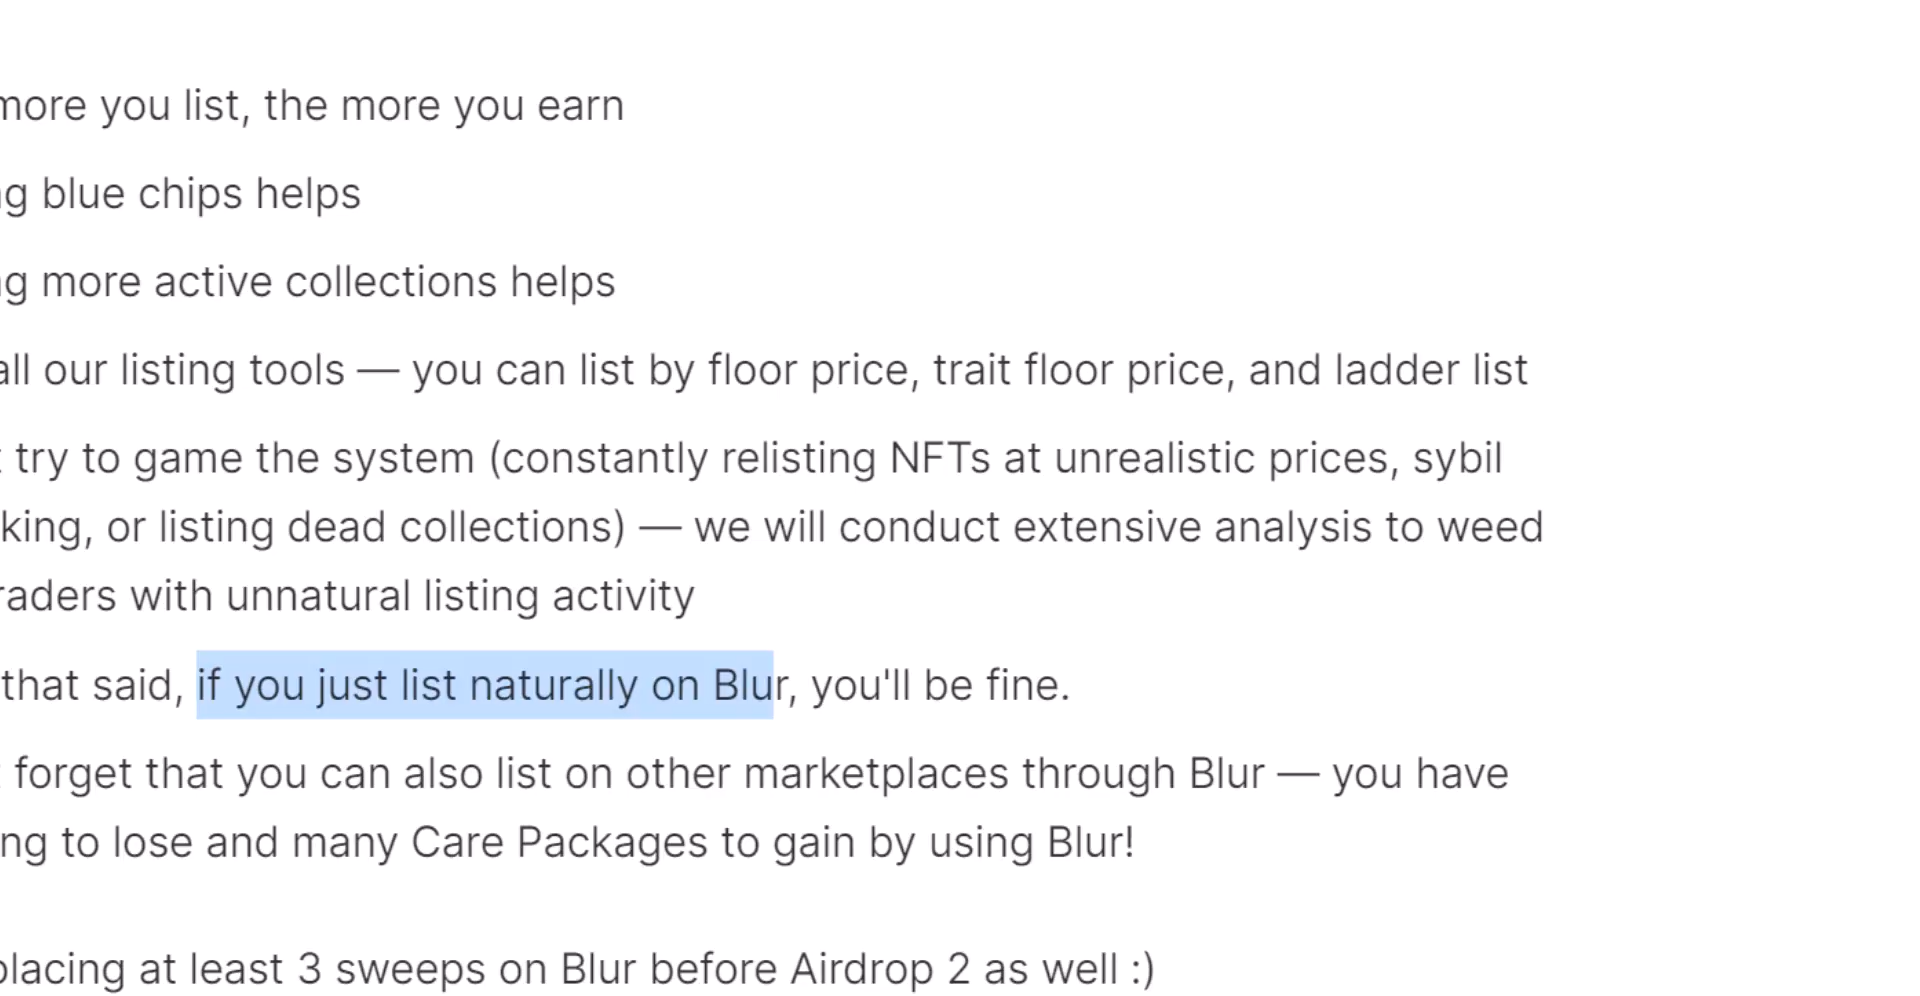 more you list, the more you earn
blue chips helps
more active collections helps
all our listing tools — you can list by floor price, trait floor price, and ladder list
try to game the system (constantly relisting NFTs at unrealistic prices, sybil
or listing dead collections) — we will conduct extensive analysis to weed
with unnatural listing activity
that said, if you just list naturally on Blur, you'll be fine.
forget that you can also list on other marketplaces through Blur — you have
to lose and many Care Packages to gain by using Blur!
placing at least 3 sweeps on Blur before Airdrop 2 as well :)